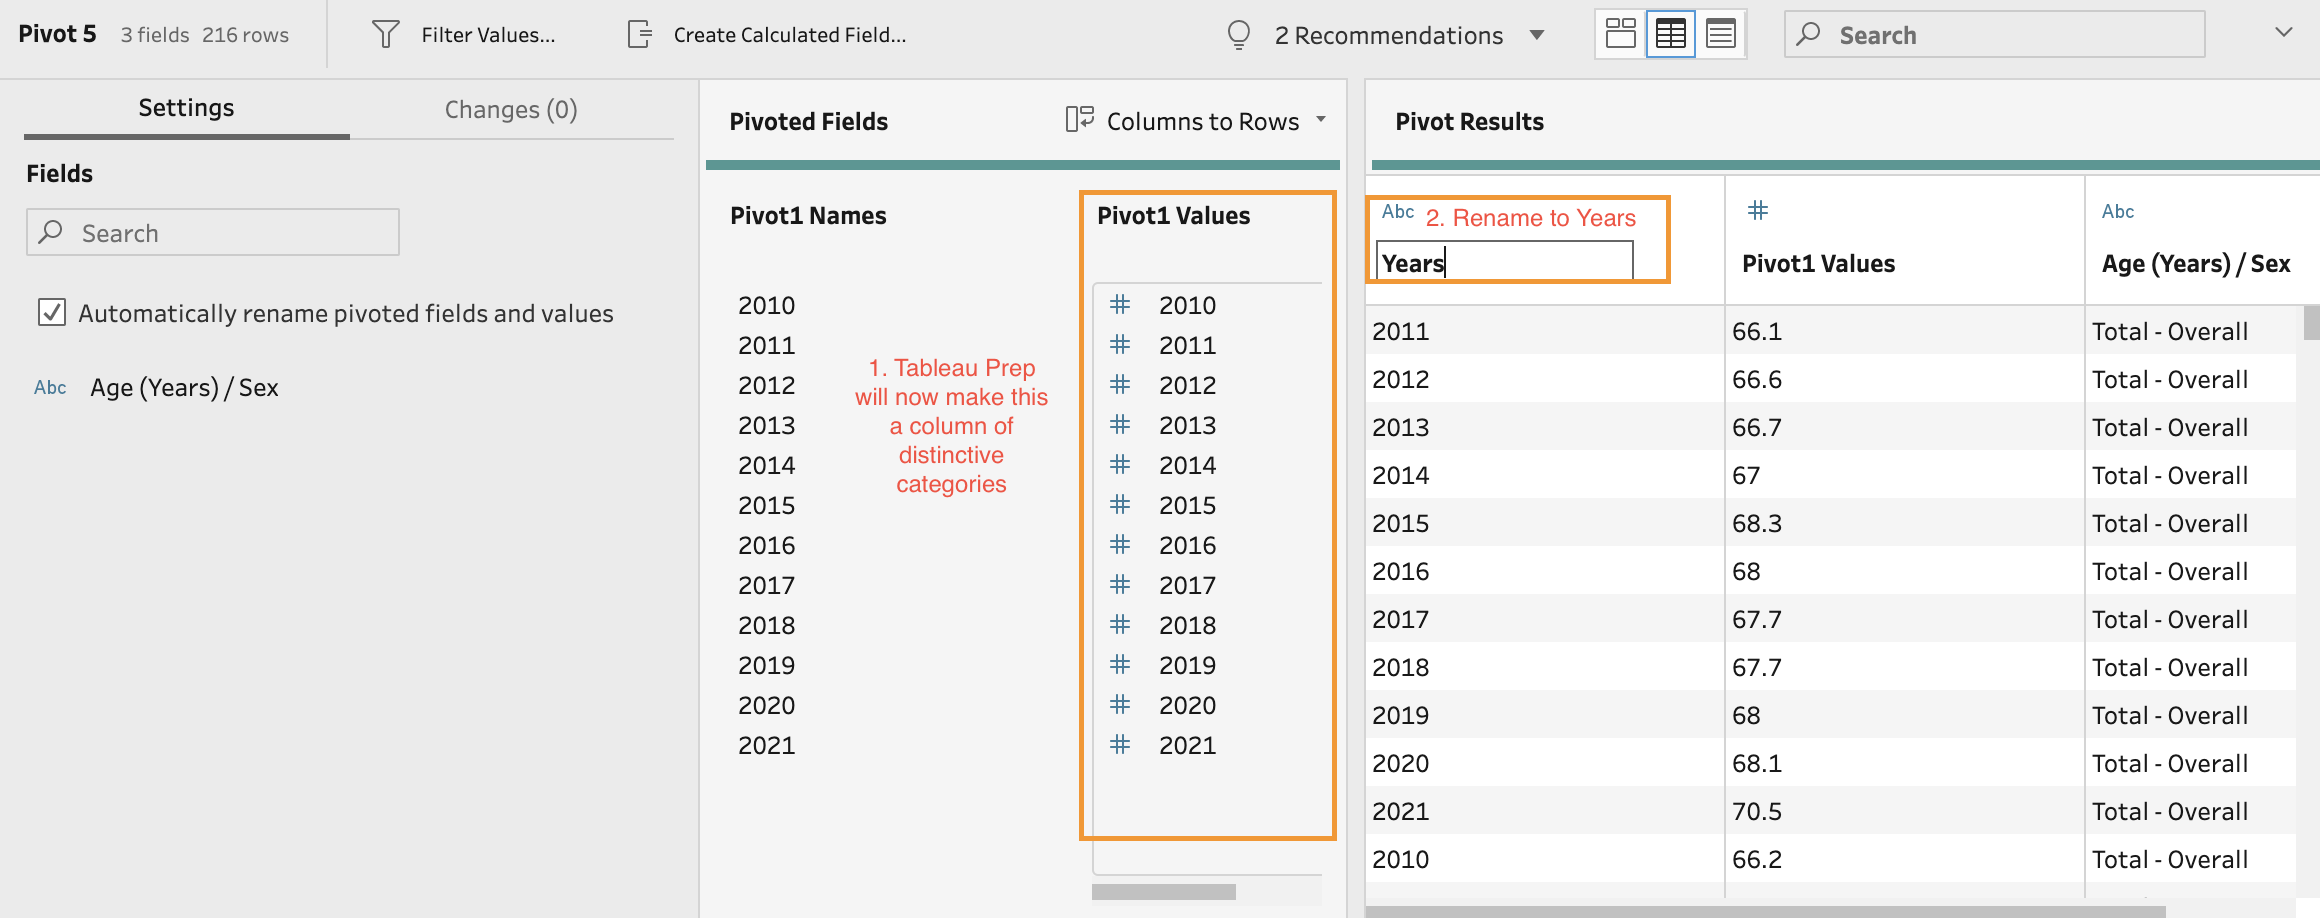 Pivot 5 3 fields 216 rows Filter Values... Create Calculated Field... 2 Recommendations Search
Settings Changes (0)
Fields
Search
Automatically rename pivoted fields and values
Abc Age (Years) / Sex
Pivoted Fields Columns to Rows
Pivot1 Names Pivot1 Values
2010 # 2010
2011 # 2011
2012 # 2012
2013 # 2013
2014 # 2014
2015 # 2015
2016 # 2016
2017 # 2017
2018 # 2018
2019 # 2019
2020 # 2020
2021 # 2021
1. Tableau Prep
will now make this
a column of
distinctive
categories
Pivot Results
Abc 2. Rename to Years # Abc
Years Pivot1 Values Age (Years) / Sex
2011 66.1 Total - Overall
2012 66.6 Total - Overall
2013 66.7 Total - Overall
2014 67 Total - Overall
2015 68.3 Total - Overall
2016 68 Total - Overall
2017 67.7 Total - Overall
2018 67.7 Total - Overall
2019 68 Total - Overall
2020 68.1 Total - Overall
2021 70.5 Total - Overall
2010 66.2 Total - Overall